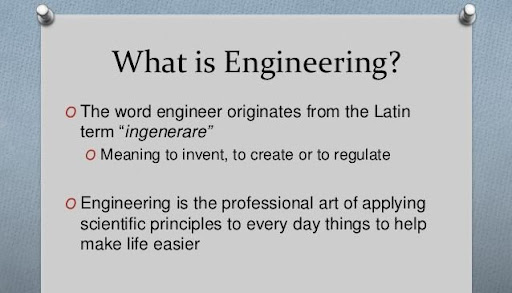 What is Engineering?
The word engineer originates from the Latin
term “ingenerare”
Meaning to invent, to create or to regulate
Engineering is the professional art of applying
scientific principles to every day things to help
make life easier